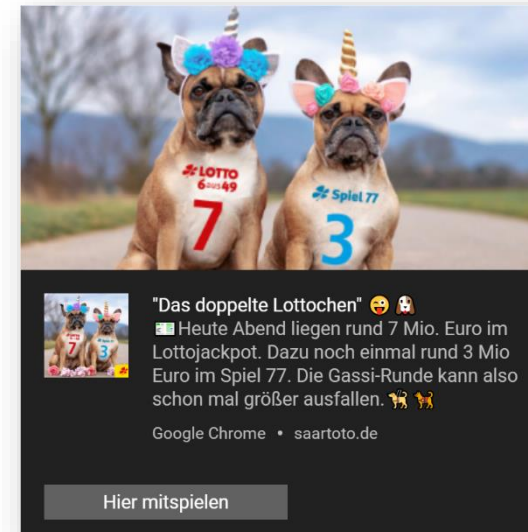 LOTTO
6aus49
7
Spiel 77
3
"Das doppelte Lottochen" 😜 🐶
💶 Heute Abend liegen rund 7 Mio. Euro im
Lottojackpot. Dazu noch einmal rund 3 Mio
Euro im Spiel 77. Die Gassi-Runde kann also
schon mal größer ausfallen. 🐕 🐕
Google Chrome • saartoto.de
Hier mitspielen